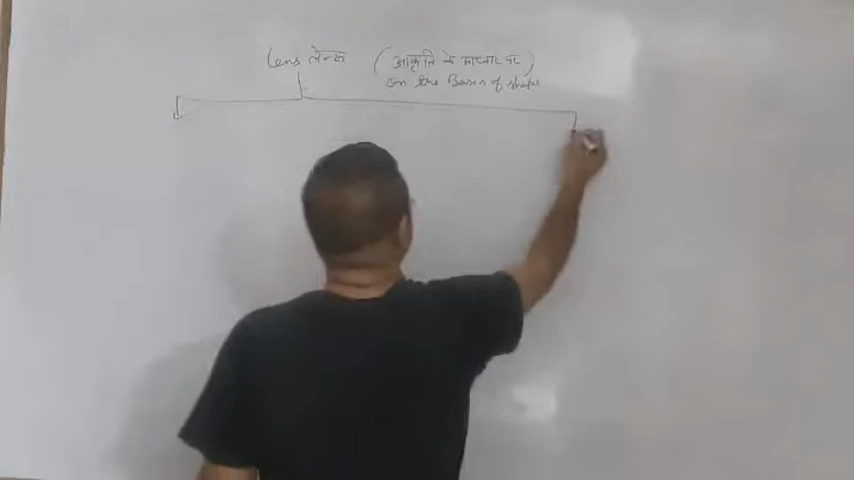 Lens लेन्स (आकृति के आधार पर)
on the Basis of shape